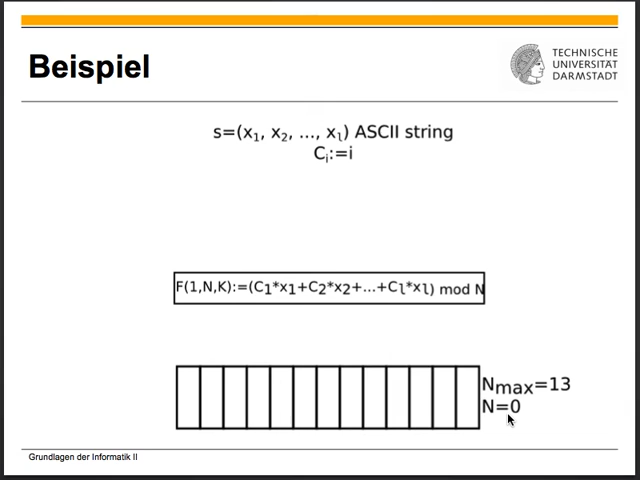 Beispiel
TECHNISCHE
UNIVERSITÄT
DARMSTADT
s=(x₁, x₂, ..., xₗ) ASCII string
Cᵢ:=i
F(1,N,K):=(C₁*x₁+C₂*x₂+...+Cₗ*xₗ) mod N
Nmax=13
N=0
Grundlagen der Informatik II